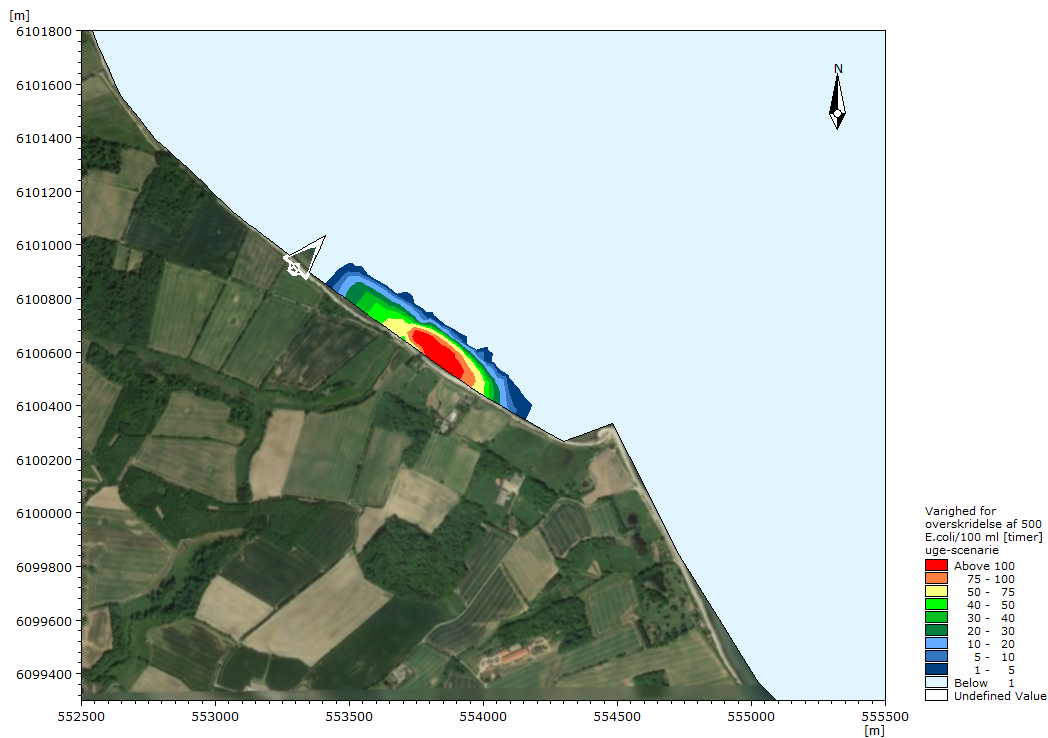 [m]
6101800
6101600
6101400
6101200
6101000
6100800
6100600
6100400
6100200
6100000
6099800
6099600
6099400
552500 553000 553500 554000 554500 555000 555500
[m]
N
Varighed for
overskridelse af 500
E.coli/100 ml [timer]
uge-scenarie
Above 100
75 - 100
50 - 75
40 - 50
30 - 40
20 - 30
10 - 20
5 - 10
1 - 5
Below 1
Undefined Value